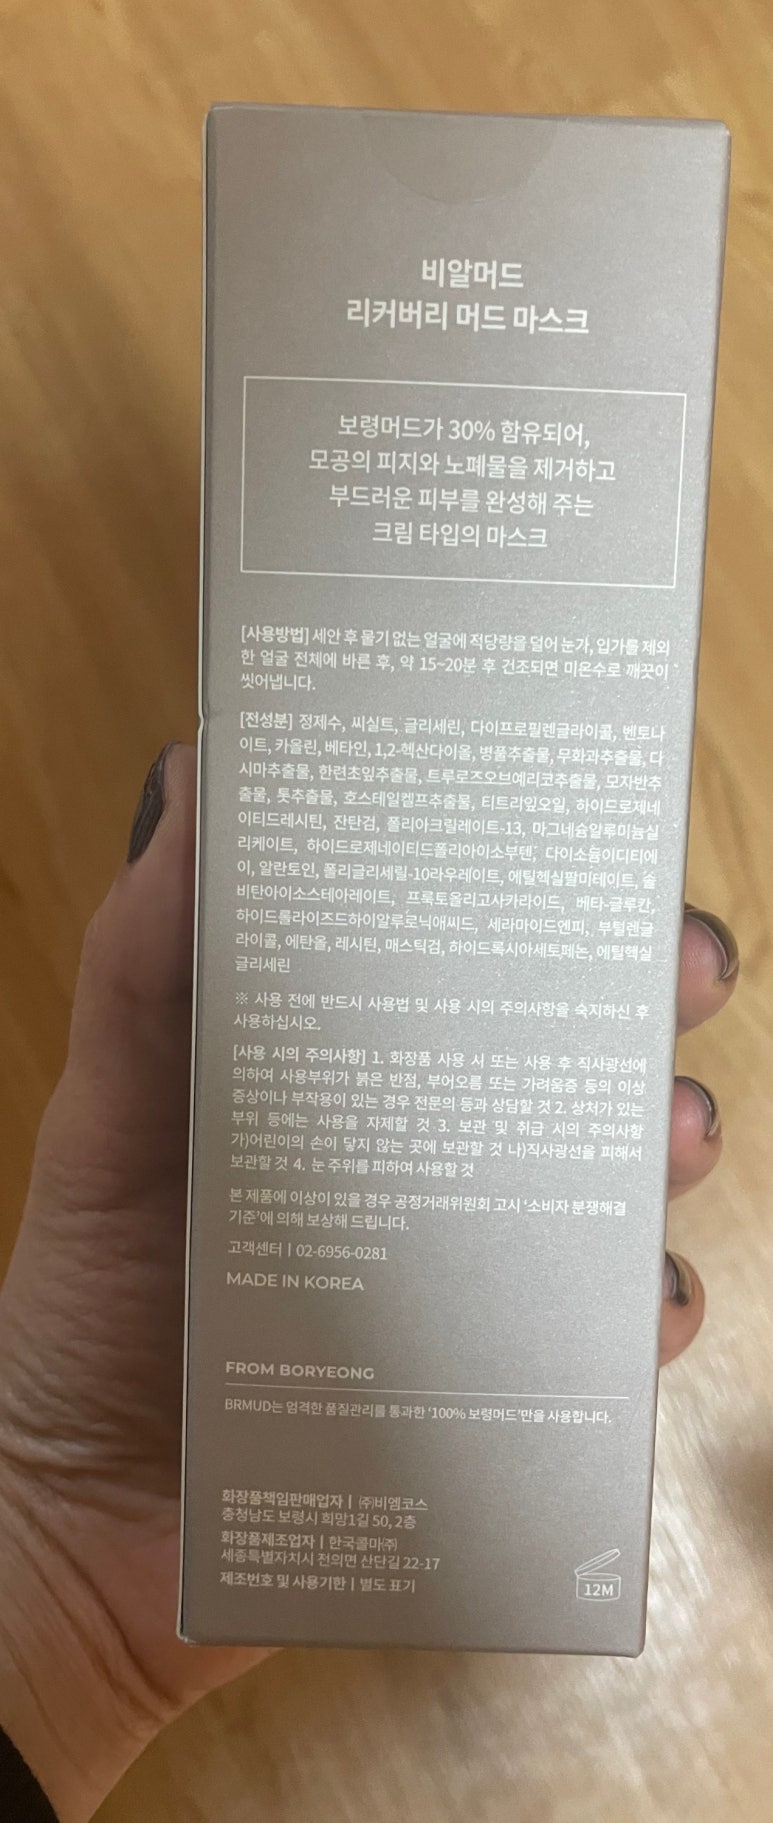 비알머드
리커버리 머드 마스크
보령머드가 30% 함유되어,
모공의 피지와 노폐물을 제거하고
부드러운 피부를 완성해 주는
크림 타입의 마스크
[사용방법] 세안 후 물기 없는 얼굴에 적당량을 덜어 눈가, 입가를 제외
한 얼굴 전체에 바른 후, 약 15~20분 후 건조되면 미온수로 깨끗이
씻어냅니다.
[전성분] 정제수, 씨실트, 글리세린, 다이프로필렌글라이콜, 벤토나
이트, 카올린, 베타인, 1,2-헥산다이올, 병풀추출물, 무화과추출물, 다
시마추출물, 한련초잎추출물, 트루로즈오브예리코추출물, 모자반추
출물, 톳추출물, 호스테일켈프추출물, 티트리잎오일, 하이드로제네
이티드레시틴, 잔탄검, 폴리아크릴레이트-13, 마그네슘알루미늄실
리케이트, 하이드로제네이티드폴리아이소부텐, 다이소듐이디티에
이, 알란토인, 폴리글리세릴-10라우레이트, 에틸헥실팔미테이트, 솔
비탄아이소스테아레이트, 프룩토올리고사카라이드, 베타-글루칸,
하이드롤라이즈드하이알루로닉애씨드, 세라마이드엔피, 부틸렌글
라이콜, 에탄올, 레시틴, 매스틱검, 하이드록시아세토페논, 에틸헥실
글리세린
※ 사용 전에 반드시 사용법 및 사용 시의 주의사항을 숙지하신 후
사용하십시오.
[사용 시의 주의사항] 1. 화장품 사용 시 또는 사용 후 직사광선에
의하여 사용부위가 붉은 반점, 부어오름 또는 가려움증 등의 이상
증상이나 부작용이 있는 경우 전문의 등과 상담할 것 2. 상처가 있는
부위 등에는 사용을 자제할 것 3. 보관 및 취급 시의 주의사항
가)어린이의 손이 닿지 않는 곳에 보관할 것 나)직사광선을 피해서
보관할 것 4. 눈 주위를 피하여 사용할 것
본 제품에 이상이 있을 경우 공정거래위원회 고시 '소비자 분쟁해결
기준'에 의해 보상해 드립니다.
고객센터 | 02-6956-0281
MADE IN KOREA
FROM BORYEONG
BRMUD는 엄격한 품질관리를 통과한 '100% 보령머드'만을 사용합니다.
화장품책임판매업자 | ㈜비엠코스
충청남도 보령시 희망1길 50, 2층
화장품제조업자 | 한국콜마㈜
세종특별자치시 전의면 산단길 22-17
제조번호 및 사용기한 | 별도 표기
12M